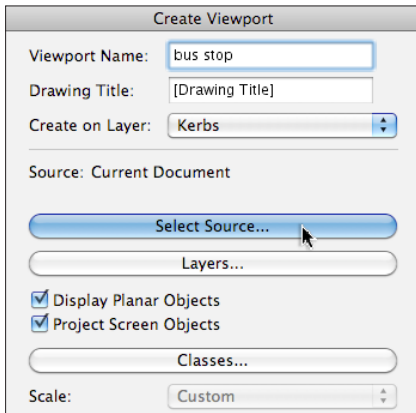 Create Viewport
Viewport Name: bus stop
Drawing Title: [Drawing Title]
Create on Layer: Kerbs
Source: Current Document
Select Source...
Layers...
Display Planar Objects
Project Screen Objects
Classes...
Scale: Custom